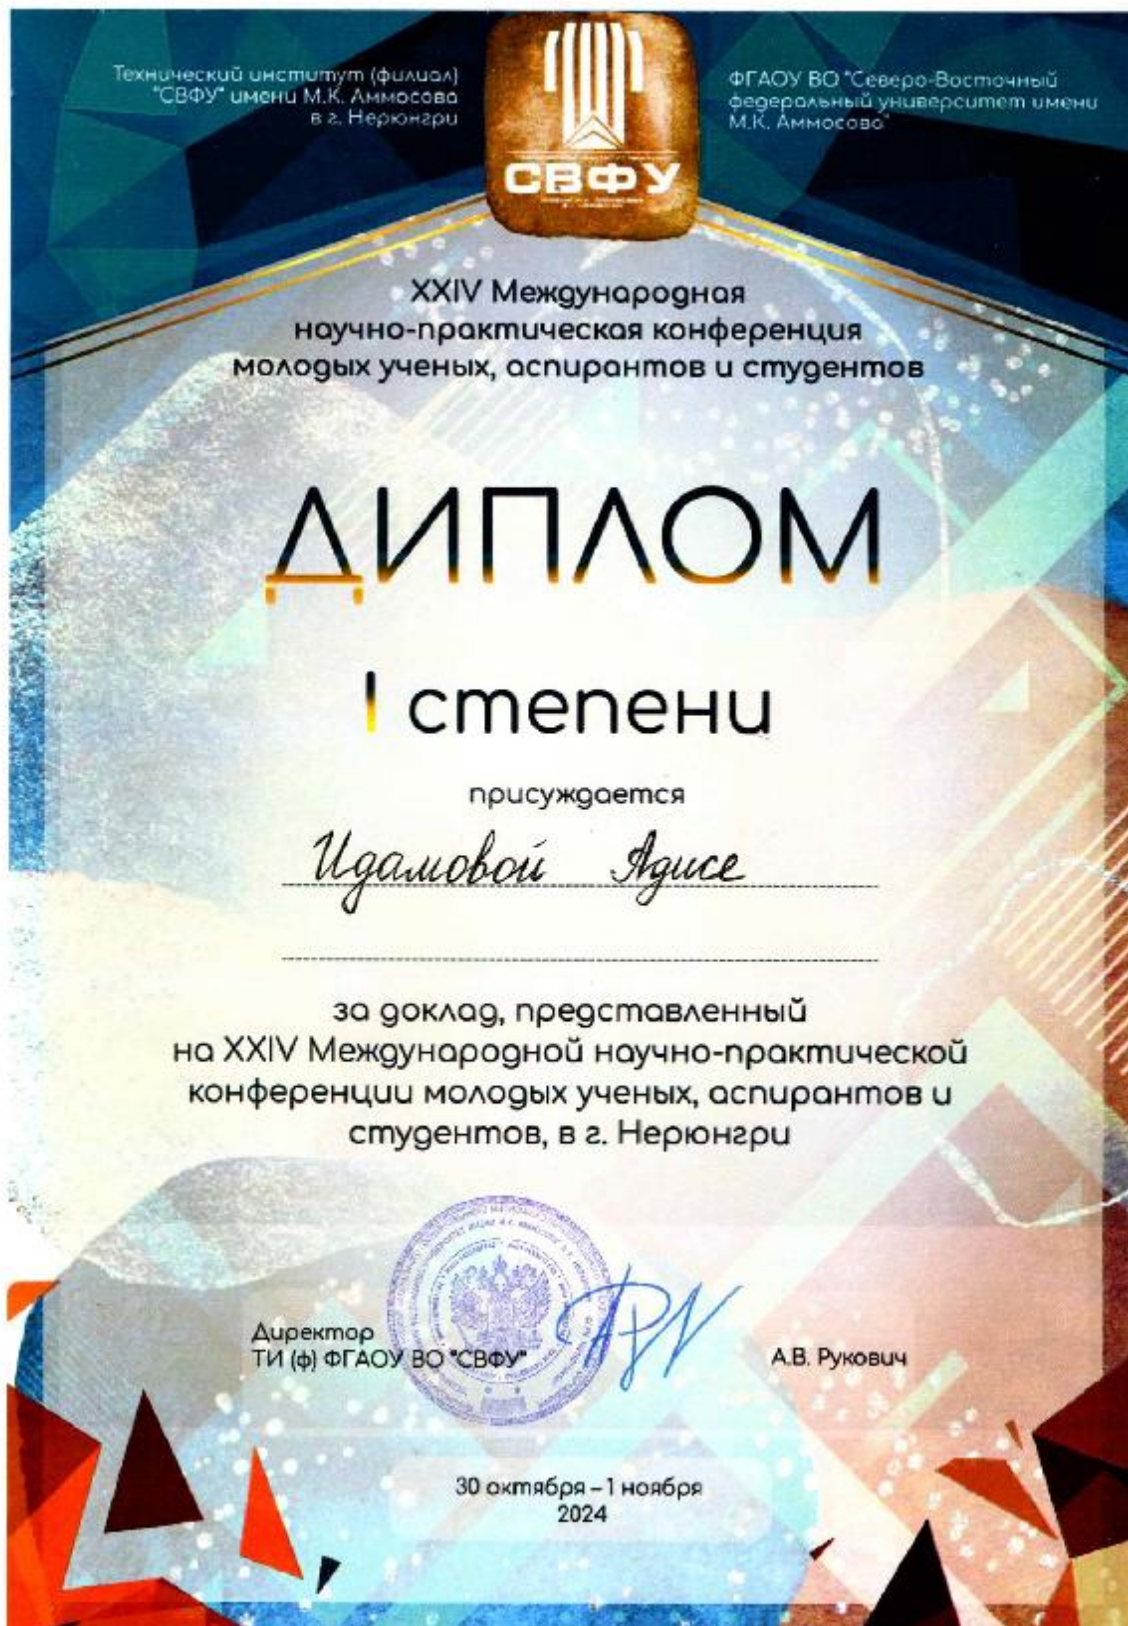 Технический институт (филиал)
"СВФУ" имени М.К. Аммосова
в г. Нерюнгри
СВФУ
ФГАОУ ВО "Северо-Восточный
федеральный университет имени
М.К. Аммосова"
XXIV Международная
научно-практическая конференция
молодых ученых, аспирантов и студентов
ДИПЛОМ
I степени
присуждается
Идамовой Адисе
за доклад, представленный
на XXIV Международной научно-практической
конференции молодых ученых, аспирантов и
студентов, в г. Нерюнгри
Директор
ТИ (ф) ФГАОУ ВО "СВФУ"
А.В. Рукович
30 октября – 1 ноября
2024